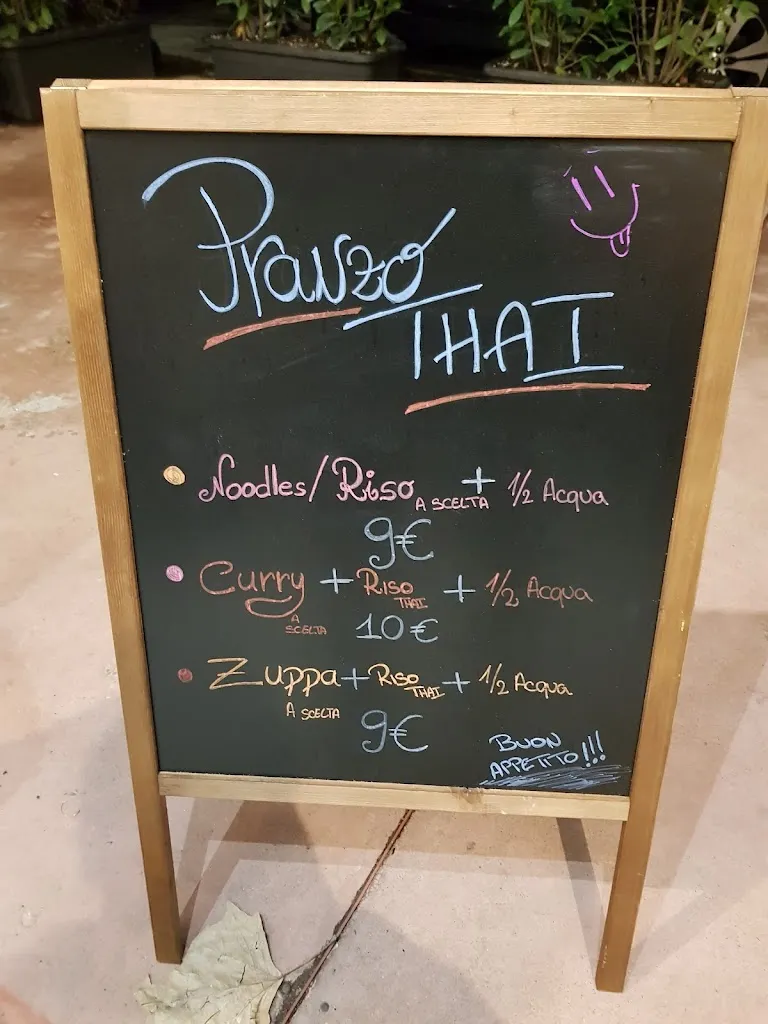 Pranzo
THAI
Noodles/Riso A SCELTA + 1/2 Acqua
9€
Curry A SCELTA + Riso THAI + 1/2 Acqua
10€
Zuppa A SCELTA + Riso THAI + 1/2 Acqua
9€
BUON
APPETITO!!!